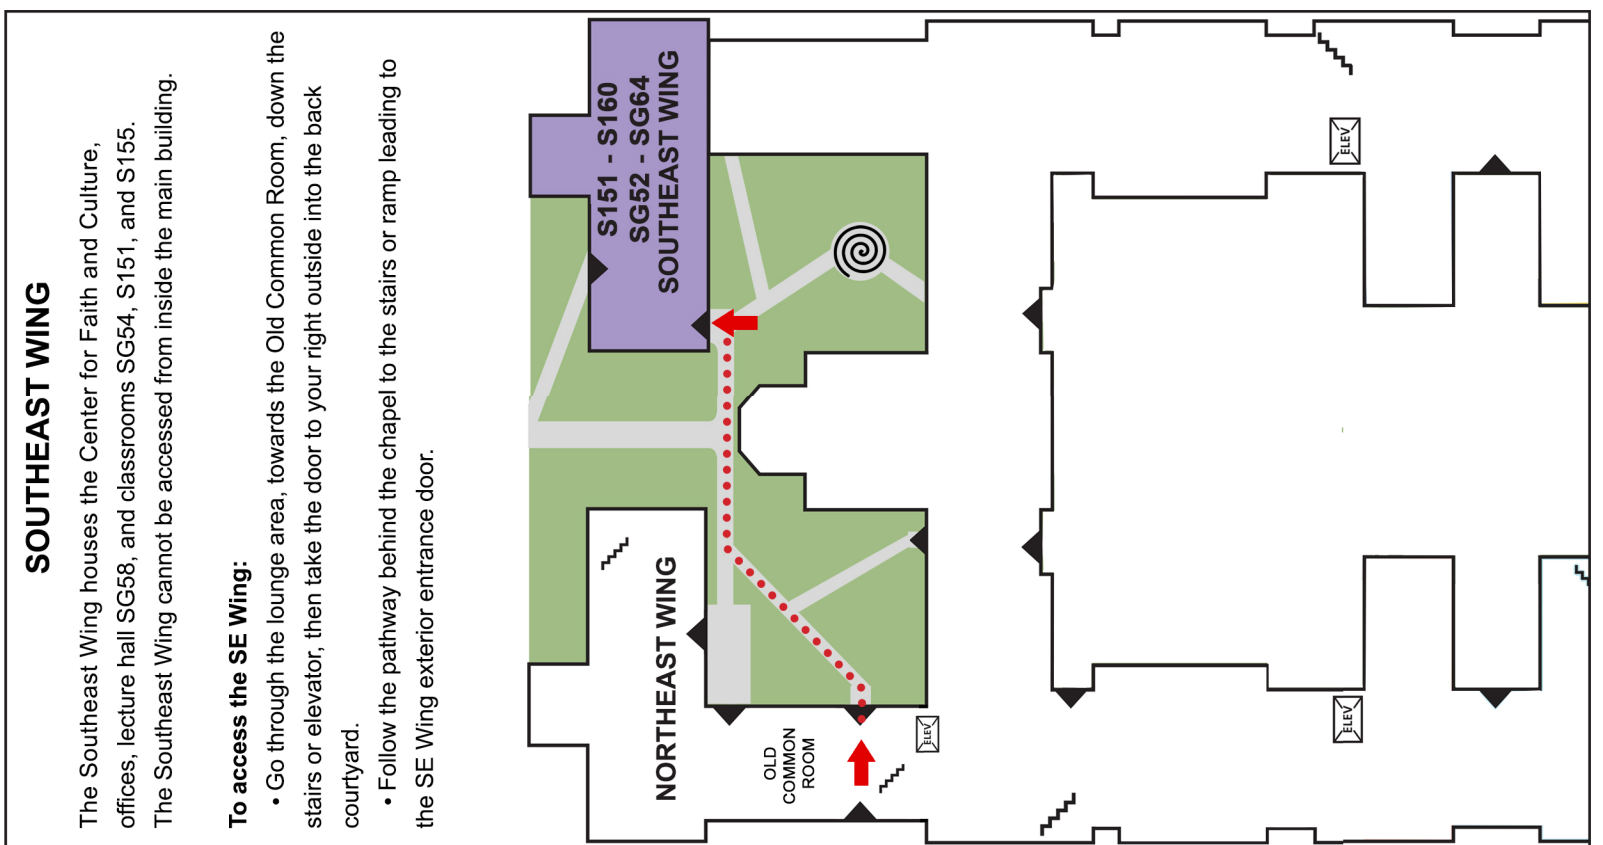 SOUTHEAST WING
The Southeast Wing houses the Center for Faith and Culture,
offices, lecture hall SG58, and classrooms SG54, S151, and S155.
The Southeast Wing cannot be accessed from inside the main building.
To access the SE Wing:
• Go through the lounge area, towards the Old Common Room, down the
stairs or elevator, then take the door to your right outside into the back
courtyard.
• Follow the pathway behind the chapel to the stairs or ramp leading to
the SE Wing exterior entrance door.
S151 - S160
SG52 - SG64
SOUTHEAST WING
NORTHEAST WING
OLD
COMMON
ROOM
ELEV
ELEV
ELEV